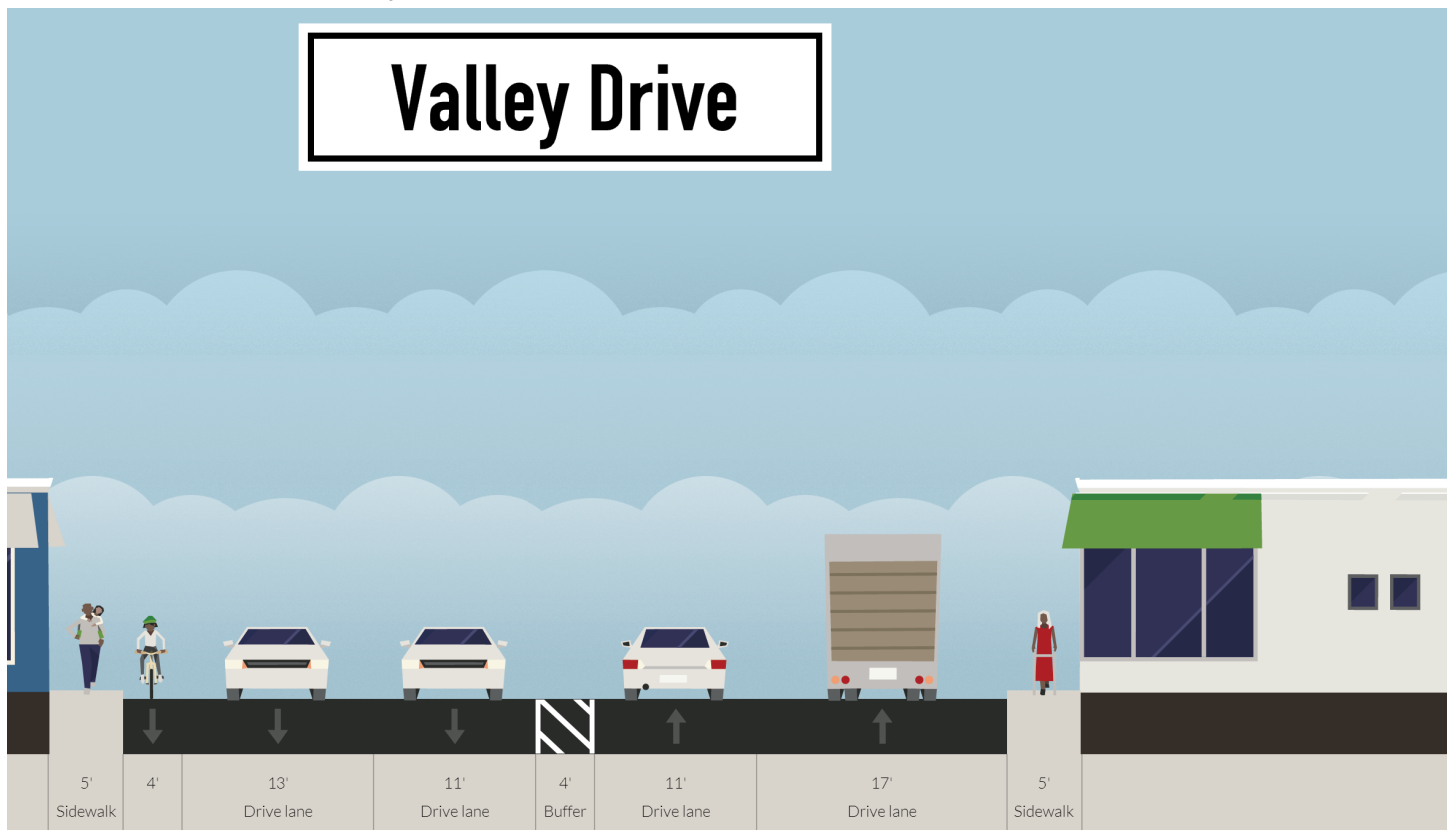 Valley Drive
5' 4' 13' 11' 4' 11' 17' 5'
Sidewalk Drive lane Drive lane Buffer Drive lane Drive lane Sidewalk